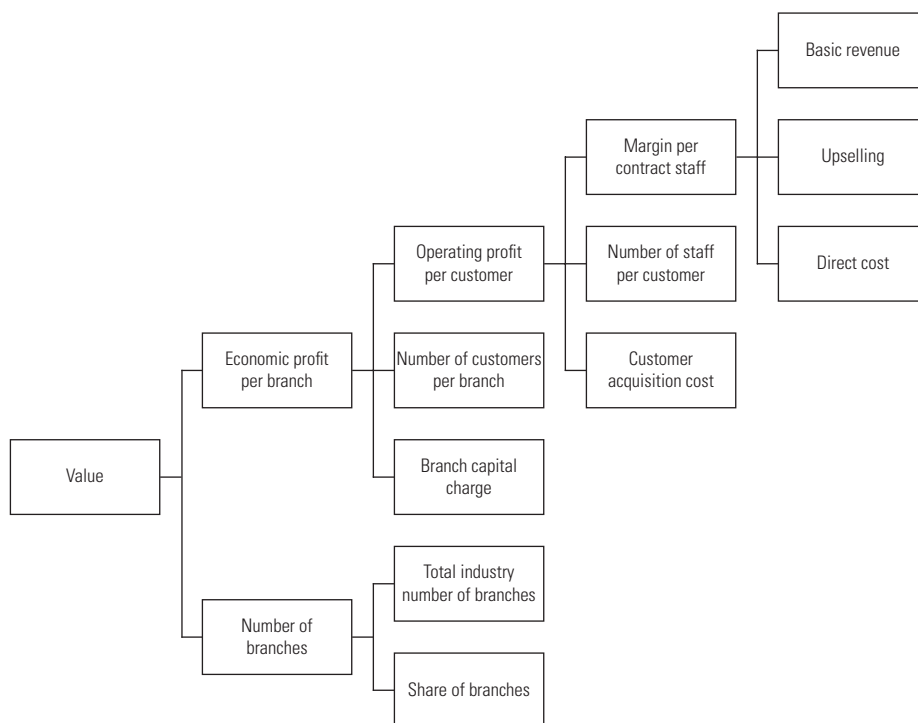 Basic revenue
Margin per
contract staff
Upselling
Operating profit
per customer
Number of staff
per customer
Direct cost
Economic profit
per branch
Number of customers
per branch
Customer
acquisition cost
Value
Branch capital
charge
Total industry
number of branches
Number of
branches
Share of branches